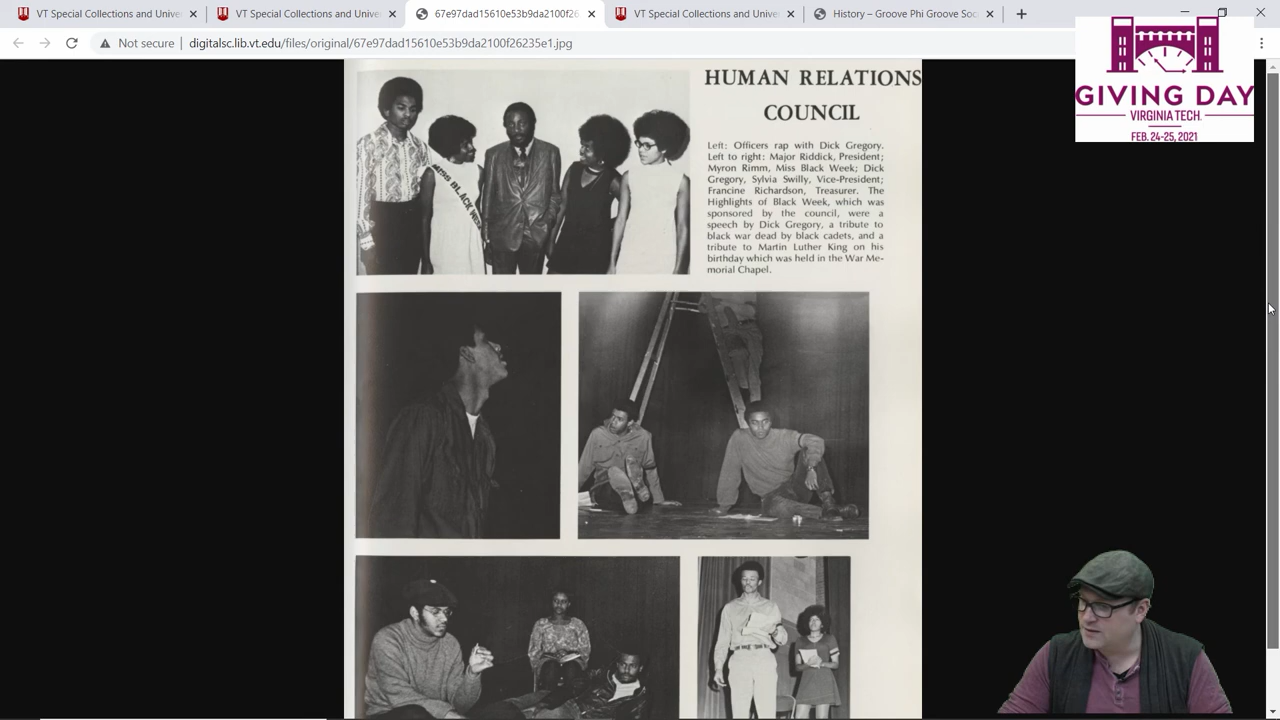 VT Special Collections and Univer
VT Special Collections and Unive
67e97dad15610e53b9da2100f26
VT Special Collections and Univer
History – Groove Phi Groove Soc
Not secure
digitalsc.lib.vt.edu/files/original/67e97dad15610e53b9da2100f26235e1.jpg
GIVING DAY
VIRGINIA TECH.
FEB. 24-25, 2021
HUMAN RELATIONS
COUNCIL
Left: Officers rap with Dick Gregory.
Left to right: Major Riddick, President;
Myron Rimm, Miss Black Week; Dick
Gregory, Sylvia Swilly, Vice-President;
Francine Richardson, Treasurer. The
Highlights of Black Week, which was
sponsored by the council, were a
speech by Dick Gregory, a tribute to
black war dead by black cadets, and a
tribute to Martin Luther King on his
birthday which was held in the War Me-
morial Chapel.
MISS BLACK